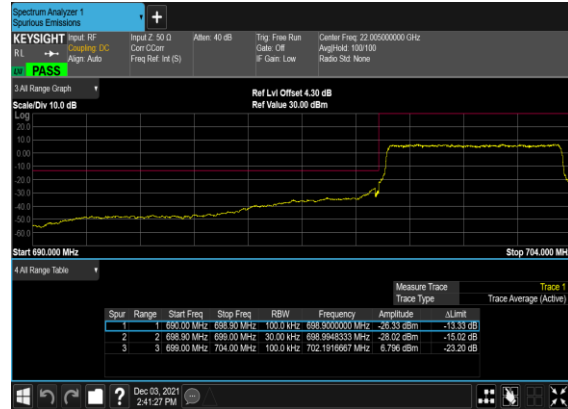 Spectrum Analyzer 1
Spurious Emissions
KEYSIGHT Input: RF Input Z: 50 Ω Atten: 40 dB Trig: Free Run Center Freq: 22.005000000 GHz
RL Coupling: DC Corr CCorr Gate: Off Avg|Hold: 100/100
Align: Auto Freq Ref: Int (S) IF Gain: Low Radio Std: None
PASS
3 All Range Graph
Ref Lvl Offset 4.30 dB
Scale/Div 10.0 dB Ref Value 30.00 dBm
Log
20.0
10.0
0.00
-10.0
-20.0
-30.0
-40.0
-50.0
-60.0
Start 690.000 MHz Stop 704.000 MH
4 All Range Table
Measure Trace Trace 1
Trace Type Trace Average (Active)
Spur Range Start Freq Stop Freq RBW Frequency Amplitude ΔLimit
1 1 690.00 MHz 698.90 MHz 100.0 kHz 698.9000000 MHz -26.33 dBm -13.33 dB
2 2 698.90 MHz 699.00 MHz 30.00 kHz 698.9948333 MHz -28.02 dBm -15.02 dB
3 3 699.00 MHz 704.00 MHz 100.0 kHz 702.1916667 MHz 6.796 dBm -23.20 dB
? Dec 03, 2021
2:41:27 PM